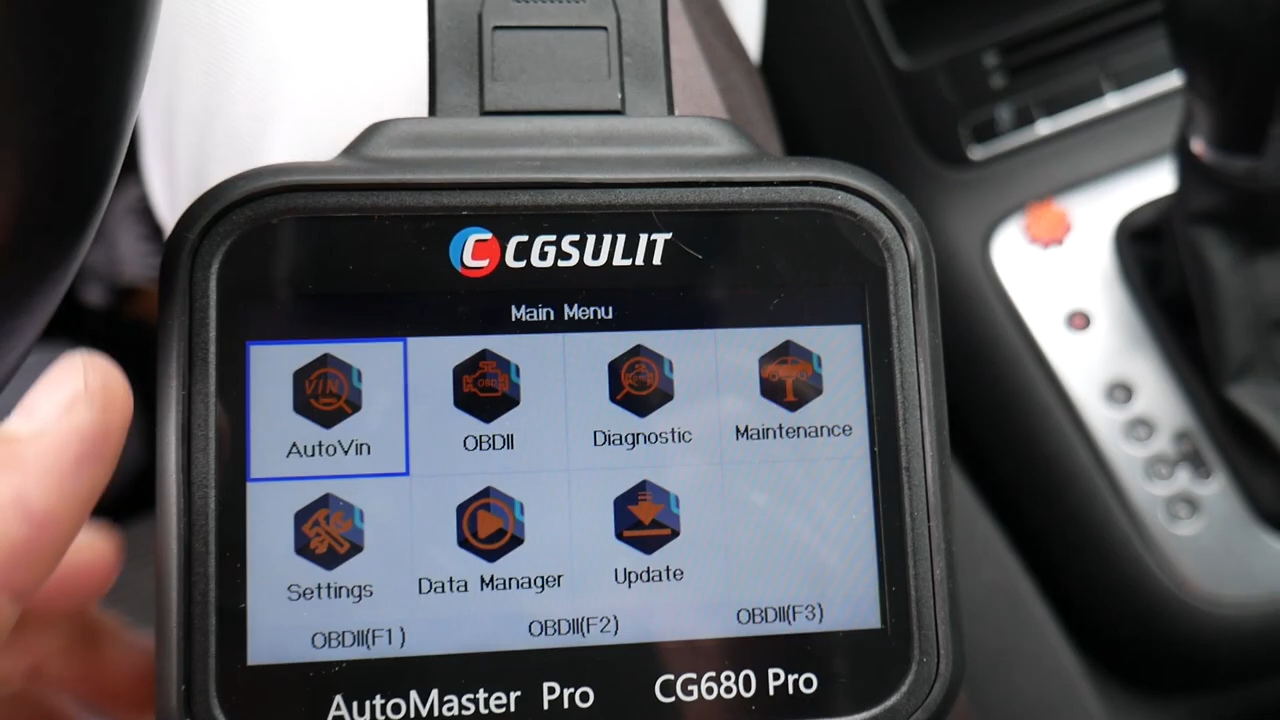 CGSULIT
Main Menu
AutoVin OBDII Diagnostic Maintenance
Settings Data Manager Update
OBDII(F1) OBDII(F2) OBDII(F3)
AutoMaster Pro CG680 Pro